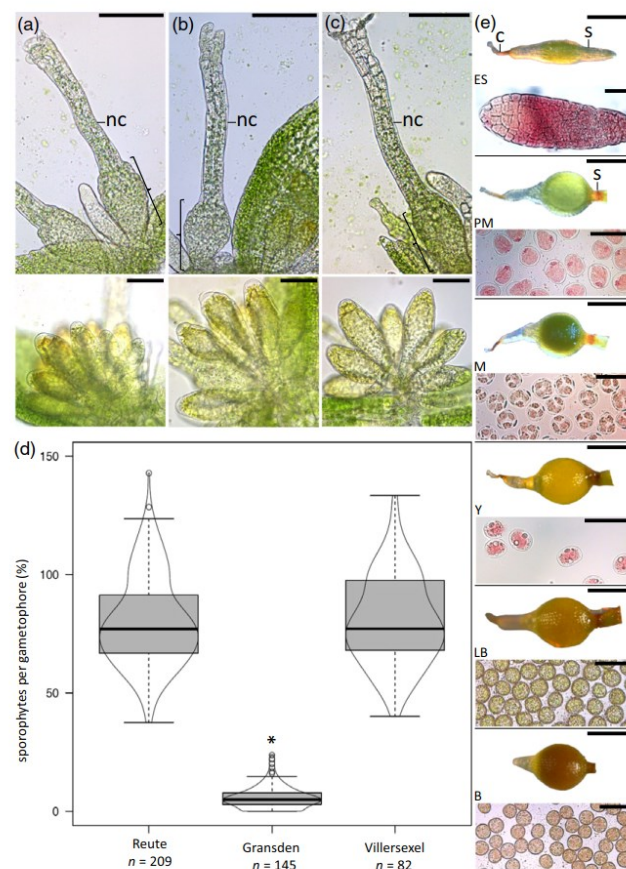 (a)
(b)
(c)
nc
nc
nc
(e)
C
S
ES
S
PM
M
Y
LB
B
(d)
sporophytes per gametophore (%)
150
100
50
0
*
Reute
Gransden
Villersexel
n = 209
n = 145
n = 82